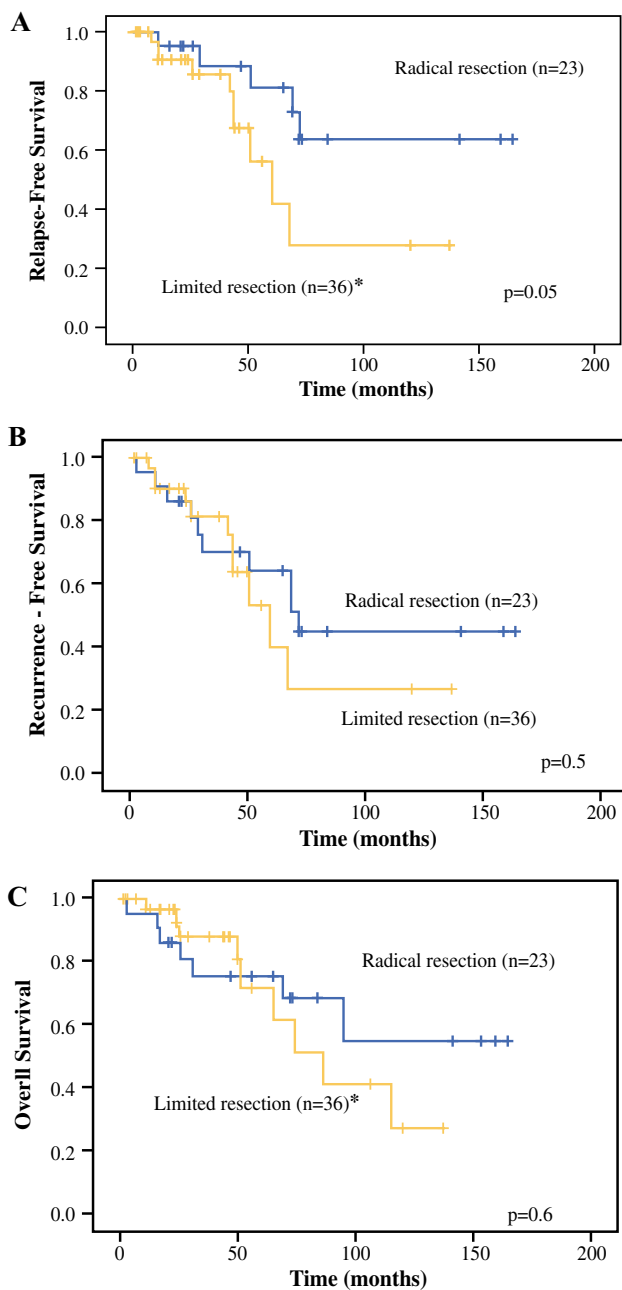 A
1.0
0.8
0.6
0.4
0.2
0.0
Relapse-Free Survival
Radical resection (n=23)
Limited resection (n=36)*
p=0.05
0 50 100 150 200
Time (months)
B
1.0
0.8
0.6
0.4
0.2
0.0
Recurrence - Free Survival
Radical resection (n=23)
Limited resection (n=36)
p=0.5
0 50 100 150 200
Time (months)
C
1.0
0.8
0.6
0.4
0.2
0.0
Overll Survival
Radical resection (n=23)
Limited resection (n=36)*
p=0.6
0 50 100 150 200
Time (months)